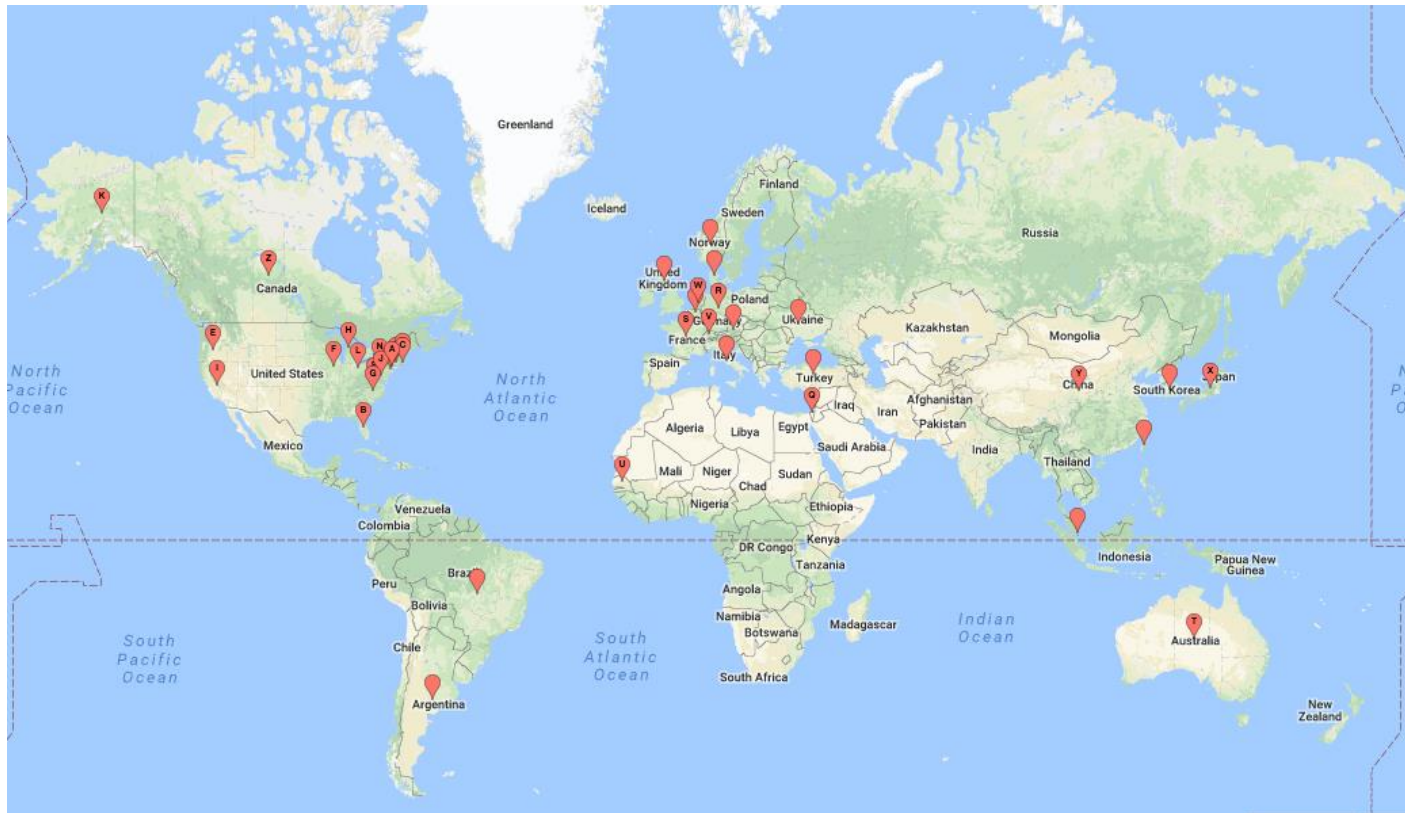 Greenland
Finland
Iceland
Sweden
Norway
Russia
K
Z
Canada
United
Kingdom
W
R
Poland
Germany
Ukraine
S
V
France
Kazakhstan
Mongolia
E
H
F
L
N
A
C
J
G
I
United States
Italy
Spain
Turkey
Y
China
South Korea
X
Japan
North
Pacific
Ocean
North
Atlantic
Ocean
B
Q
Iraq
Iran
Afghanistan
Pakistan
Algeria
Libya
Egypt
Saudi Arabia
India
Mexico
U
Mali
Niger
Chad
Sudan
Thailand
Nigeria
Ethiopia
Venezuela
Colombia
DR Congo
Kenya
Tanzania
Indonesia
Papua New
Guinea
Brazil
Peru
Bolivia
Angola
Namibia
Botswana
Madagascar
Indian
Ocean
T
Australia
South
Pacific
Ocean
Chile
South
Atlantic
Ocean
South Africa
Argentina
New
Zealand